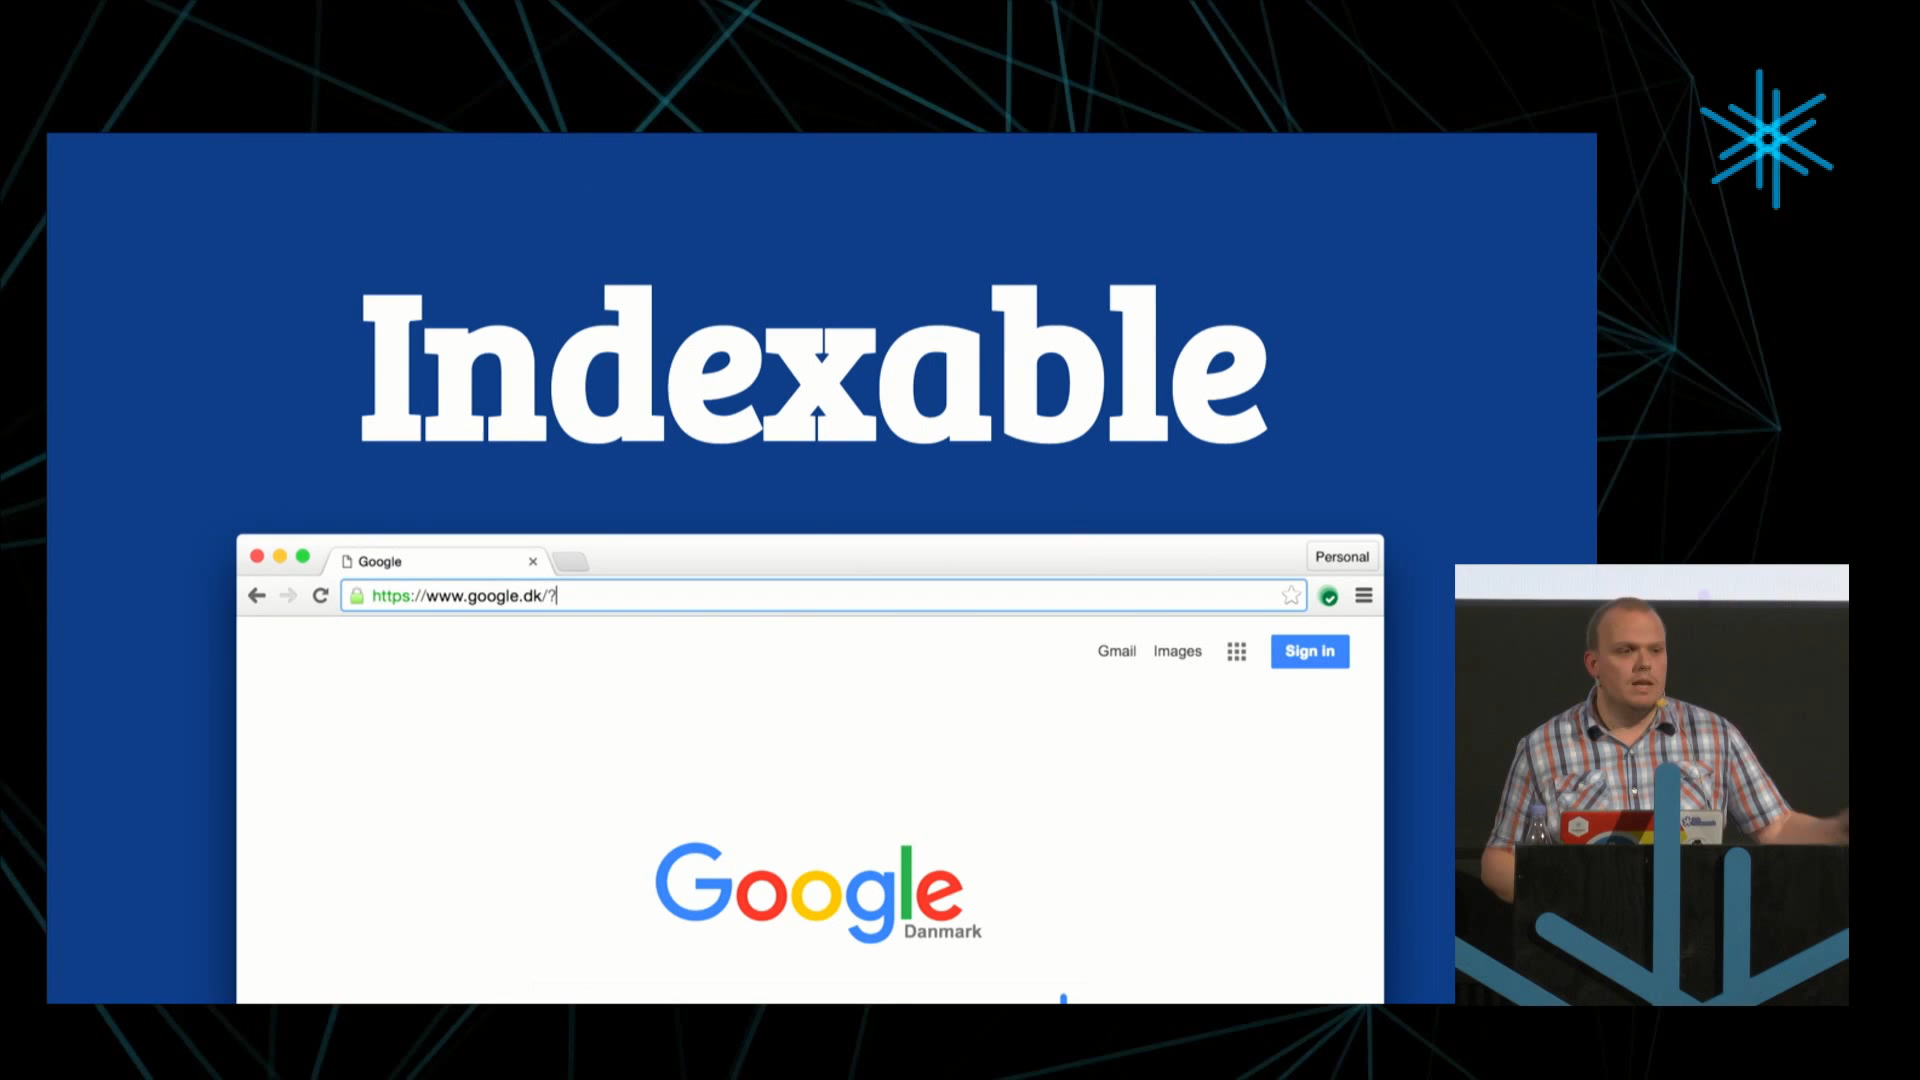 Indexable
Google
Personal
https://www.google.dk/?
Gmail Images Sign in
Google
Danmark